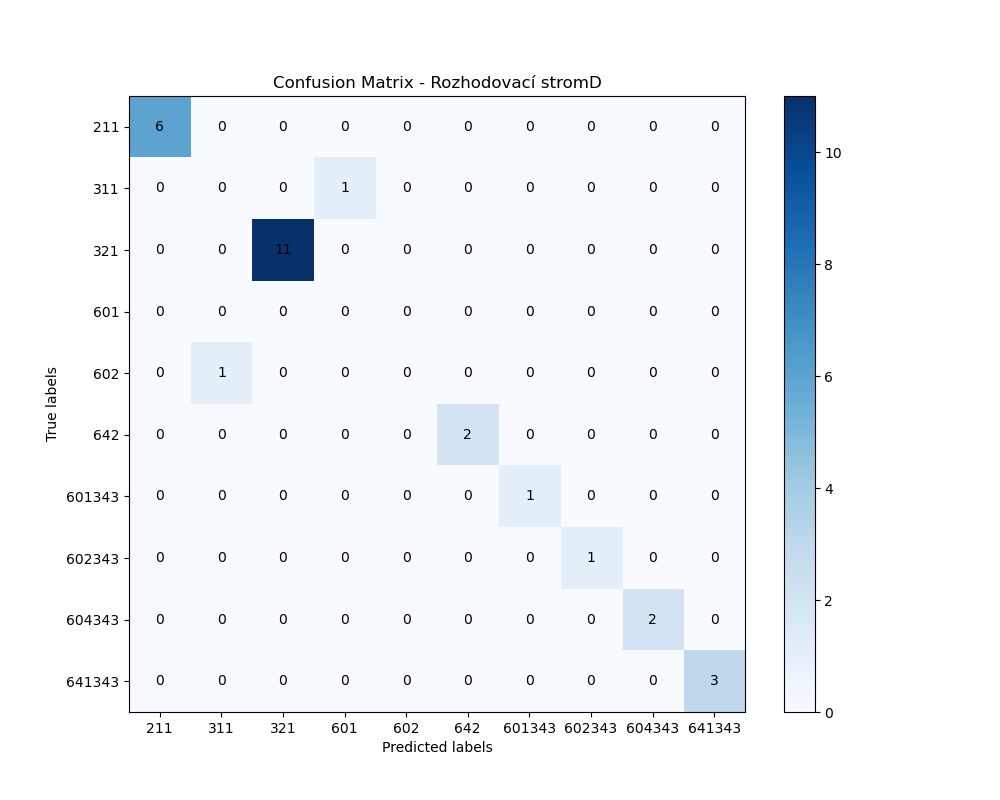 Confusion Matrix - Rozhodovací stromD
211 6 0 0 0 0 0 0 0 0 0
311 0 0 0 1 0 0 0 0 0 0
321 0 0 11 0 0 0 0 0 0 0
601 0 0 0 0 0 0 0 0 0 0
602 0 1 0 0 0 0 0 0 0 0
642 0 0 0 0 0 2 0 0 0 0
601343 0 0 0 0 0 0 1 0 0 0
602343 0 0 0 0 0 0 0 1 0 0
604343 0 0 0 0 0 0 0 0 2 0
641343 0 0 0 0 0 0 0 0 0 3
211 311 321 601 602 642 601343 602343 604343 641343
Predicted labels
True labels
10
8
6
4
2
0